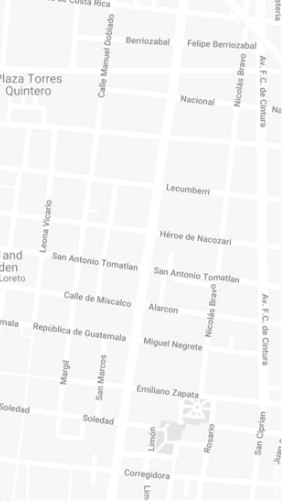 Costa Rica
Calle Manuel Doblado
Berriozabal
Felipe Berriozabal
Plaza Torres
Quintero
Nacional
Nicolás Bravo
Av. F.C. de Cintura
Lecumberri
Leona Vicario
Héroe de Nacozari
and
den
Loreto
San Antonio Tomatlan
San Antonio Tomatlan
Calle de Mixcalco
Alarcon
Nicolás Bravo
Av. F.C. de Cintura
mala
República de Guatemala
Miguel Negrete
Margil
San Marcos
Emiliano Zapata
Soledad
Soledad
Limón
Rosario
San Ciprian
Juan
Corregidora
Lim